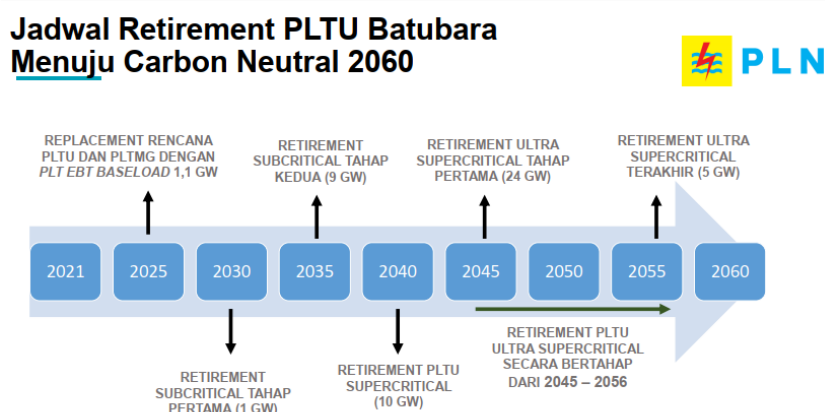 Jadwal Retirement PLTU Batubara
Menuju Carbon Neutral 2060
PLN
REPLACEMENT RENCANA
PLTU DAN PLTMG DENGAN
PLT EBT BASELOAD 1,1 GW
RETIREMENT
SUBCRITICAL TAHAP
KEDUA (9 GW)
RETIREMENT ULTRA
SUPERCRITICAL TAHAP
PERTAMA (24 GW)
RETIREMENT ULTRA
SUPERCRITICAL
TERAKHIR (5 GW)
2021
2025
2030
2035
2040
2045
2050
2055
2060
RETIREMENT
SUBCRITICAL TAHAP
PERTAMA (1 GW)
RETIREMENT PLTU
SUPERCRITICAL
(10 GW)
RETIREMENT PLTU
ULTRA SUPERCRITICAL
SECARA BERTAHAP
DARI 2045 – 2056